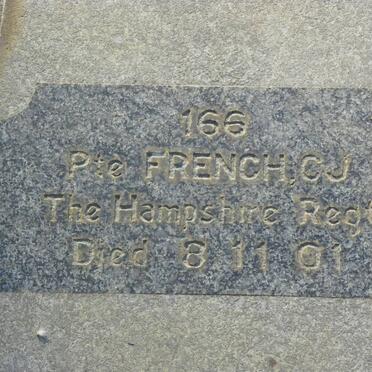 166
Pte FRENCH, C J
The Hampshire Regt
Died 8 11 01